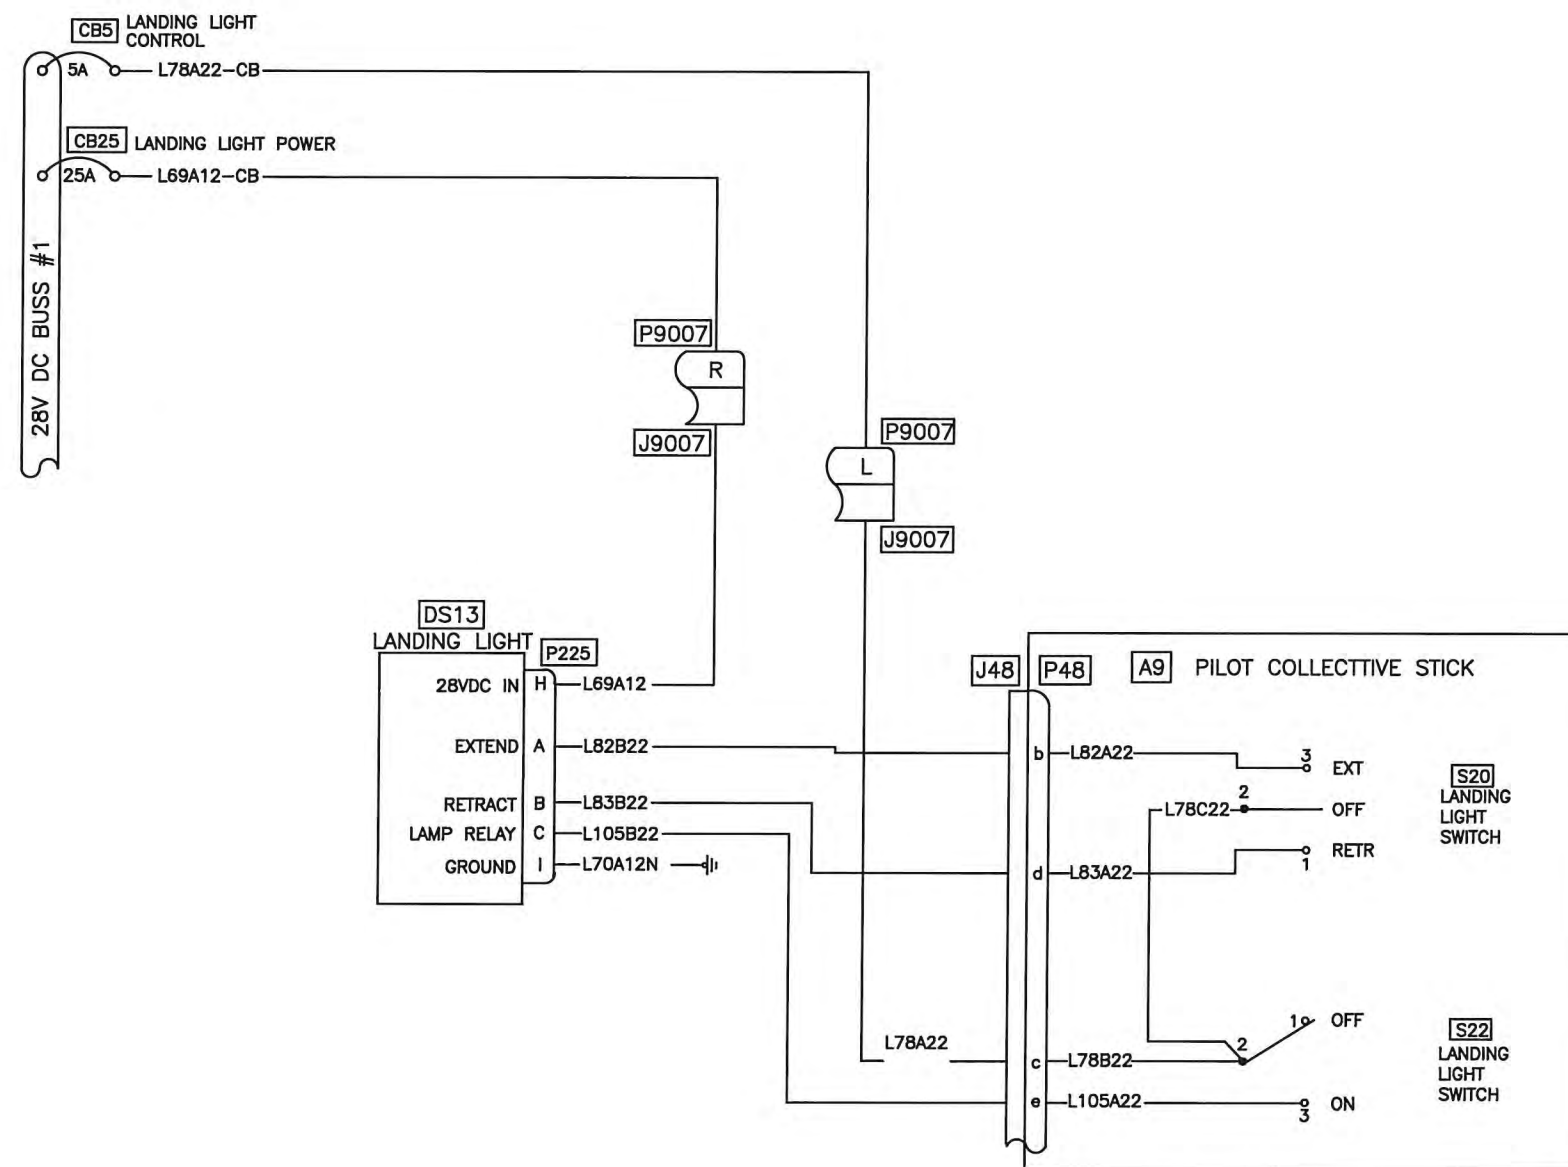 CB5
LANDING LIGHT
CONTROL
5A
L78A22-CB
CB25
LANDING LIGHT POWER
25A
L69A12-CB
28V DC BUSS #1
P9007
R
J9007
P9007
L
J9007
DS13
LANDING LIGHT
P225
28VDC IN H L69A12
EXTEND A L82B22
RETRACT B L83B22
LAMP RELAY C L105B22
GROUND I L70A12N
J48
P48
A9
PILOT COLLECTTIVE STICK
b L82A22
3
EXT
2
L78C22
OFF
RETR
1
d L83A22
S20
LANDING
LIGHT
SWITCH
1
OFF
L78A22
2
c L78B22
e L105A22
3
ON
S22
LANDING
LIGHT
SWITCH